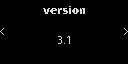 version
< 3.1 >